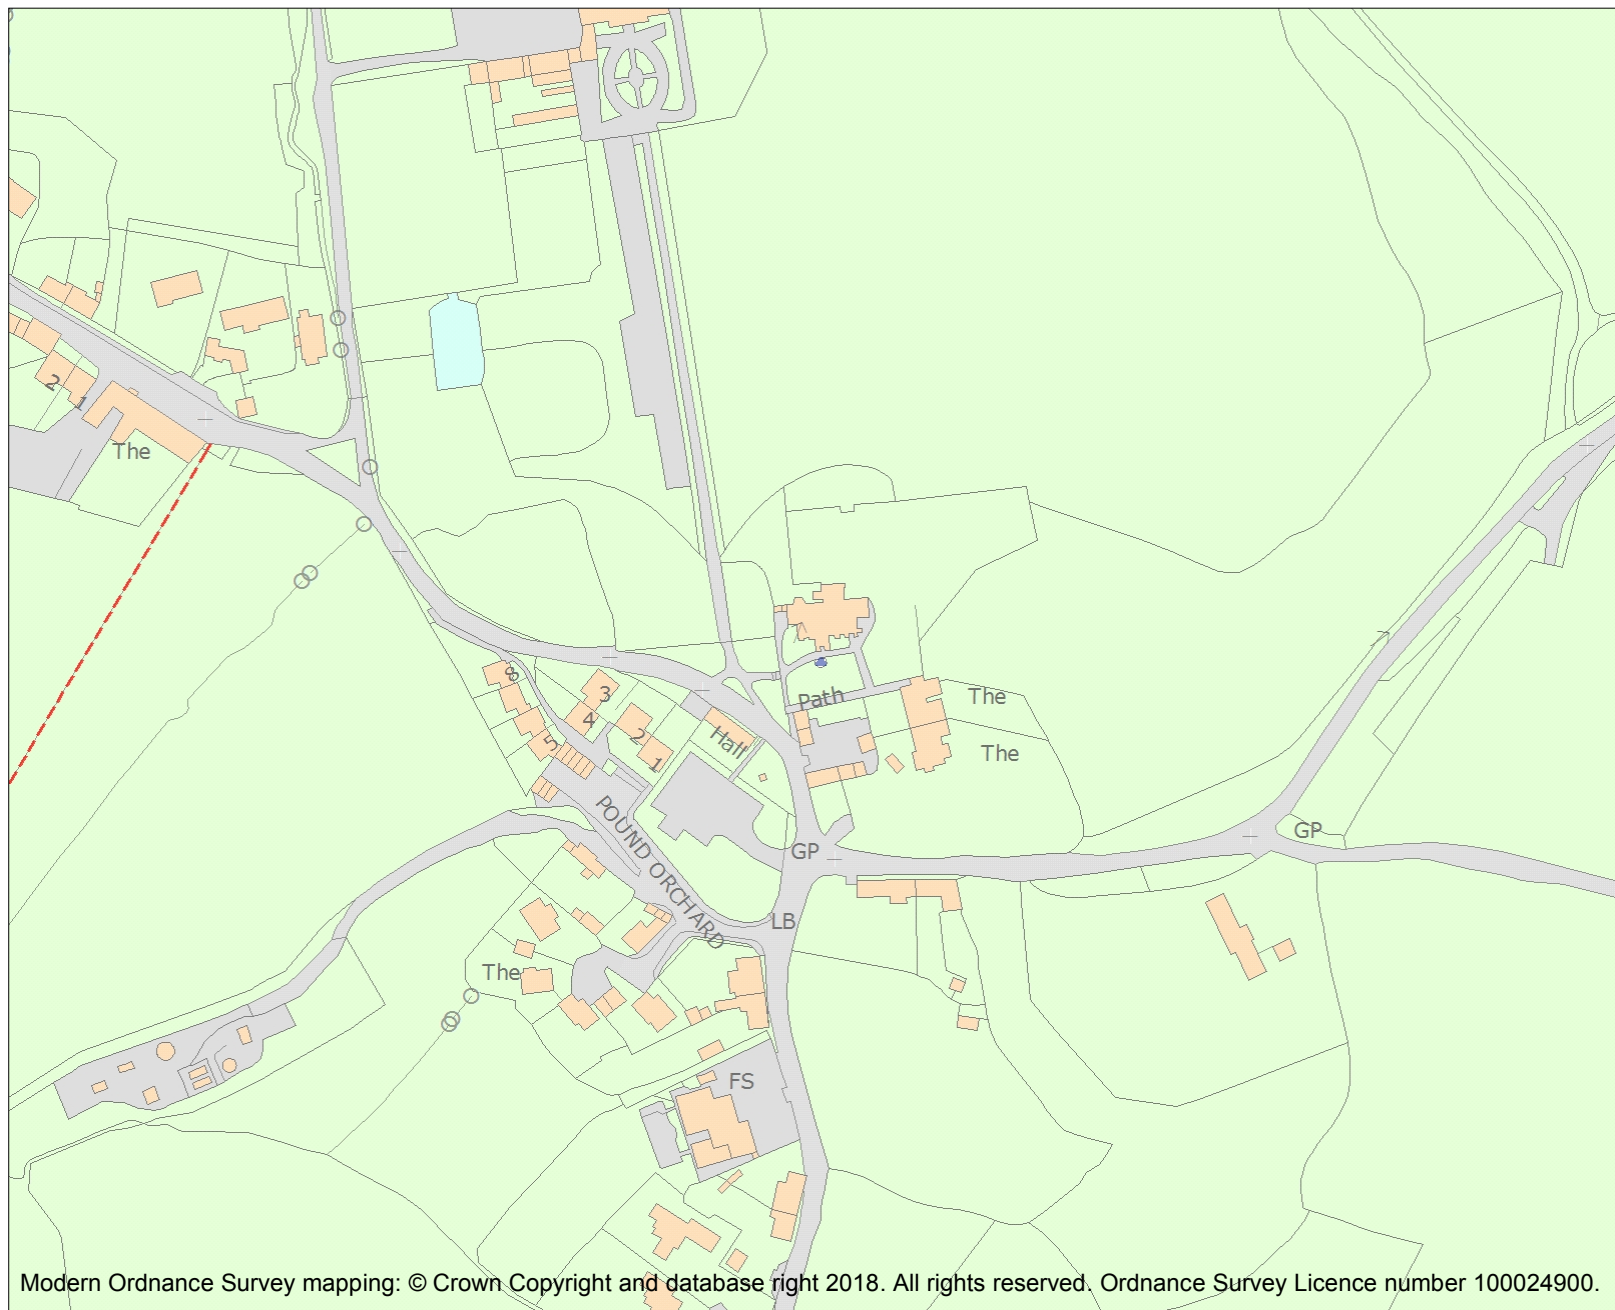 2
1
The
8
3
4
2
5
1
Hall
Path
The
The
POUND ORCHARD
GP
GP
LB
The
FS
Modern Ordnance Survey mapping: © Crown Copyright and database right 2018. All rights reserved. Ordnance Survey Licence number 100024900.